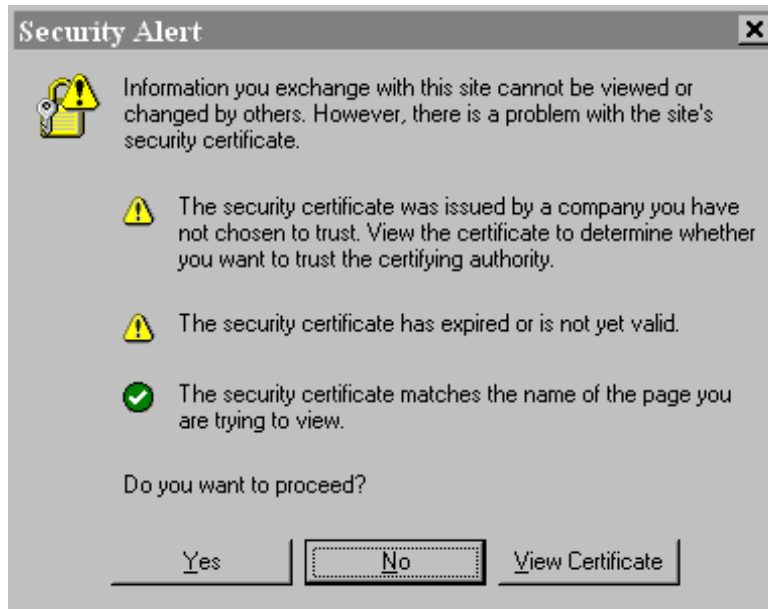 Security Alert
Information you exchange with this site cannot be viewed or
changed by others. However, there is a problem with the site's
security certificate.
The security certificate was issued by a company you have
not chosen to trust. View the certificate to determine whether
you want to trust the certifying authority.
The security certificate has expired or is not yet valid.
The security certificate matches the name of the page you
are trying to view.
Do you want to proceed?
Yes No View Certificate